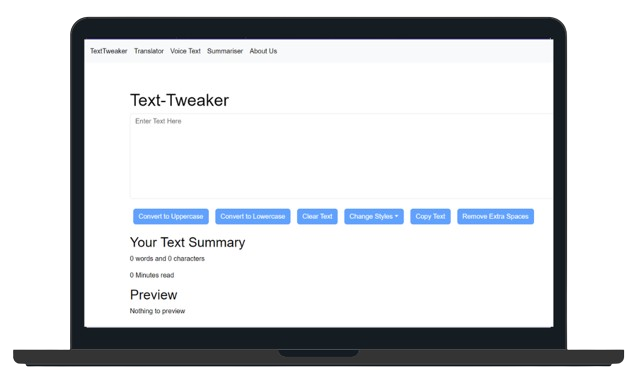 TextTweaker Translator Voice Text Summariser About Us
Text-Tweaker
Enter Text Here
Convert to Uppercase Convert to Lowercase Clear Text Change Styles Copy Text Remove Extra Spaces
Your Text Summary
0 words and 0 characters
0 Minutes read
Preview
Nothing to preview